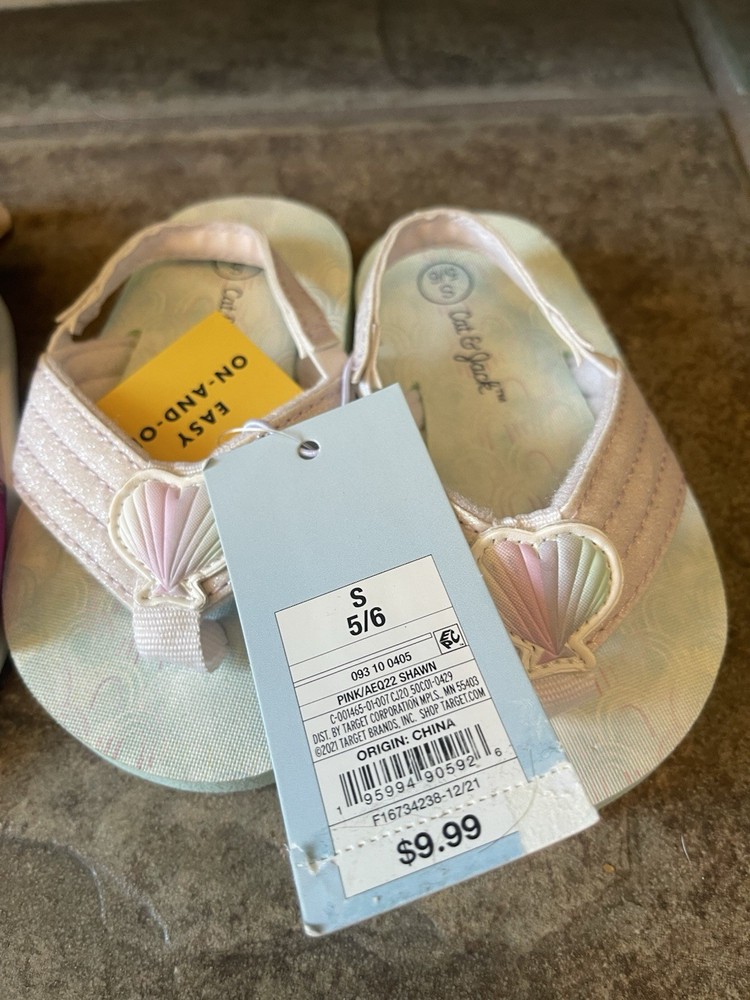 Cat
EASY
ON-AND-O
S 5/6
Cat & Jack™
S
5/6
093 10 0405
PINK/AEQ22 SHAWN
C-001465-01-007 CJ20 50C01-0429
DIST. BY TARGET CORPORATION MPLS., MN 55403
©2021 TARGET BRANDS, INC. SHOP TARGET.COM
ORIGIN: CHINA
1 95994 90592 6
F16734238-12/21
$9.99